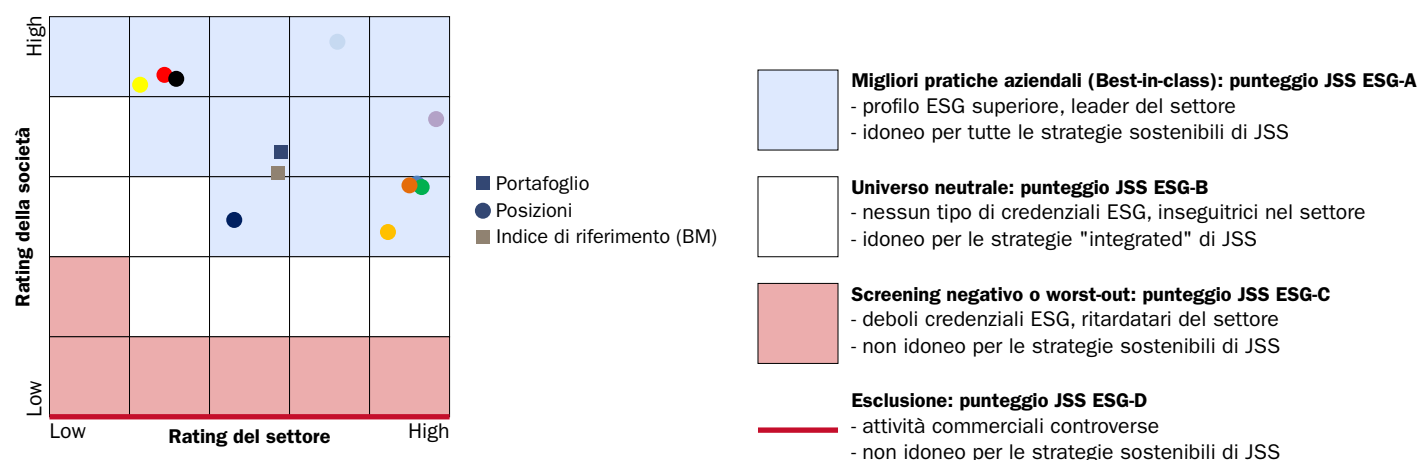 High
Rating della società
Low
Low
Rating del settore
High
Portafoglio
Posizioni
Indice di riferimento (BM)
Migliori pratiche aziendali (Best-in-class): punteggio JSS ESG-A
- profilo ESG superiore, leader del settore
- idoneo per tutte le strategie sostenibili di JSS
Universo neutrale: punteggio JSS ESG-B
- nessun tipo di credenziali ESG, inseguitrici nel settore
- idoneo per le strategie "integrated" di JSS
Screening negativo o worst-out: punteggio JSS ESG-C
- deboli credenziali ESG, ritardatari del settore
- non idoneo per le strategie sostenibili di JSS
Esclusione: punteggio JSS ESG-D
- attività commerciali controverse
- non idoneo per le strategie sostenibili di JSS